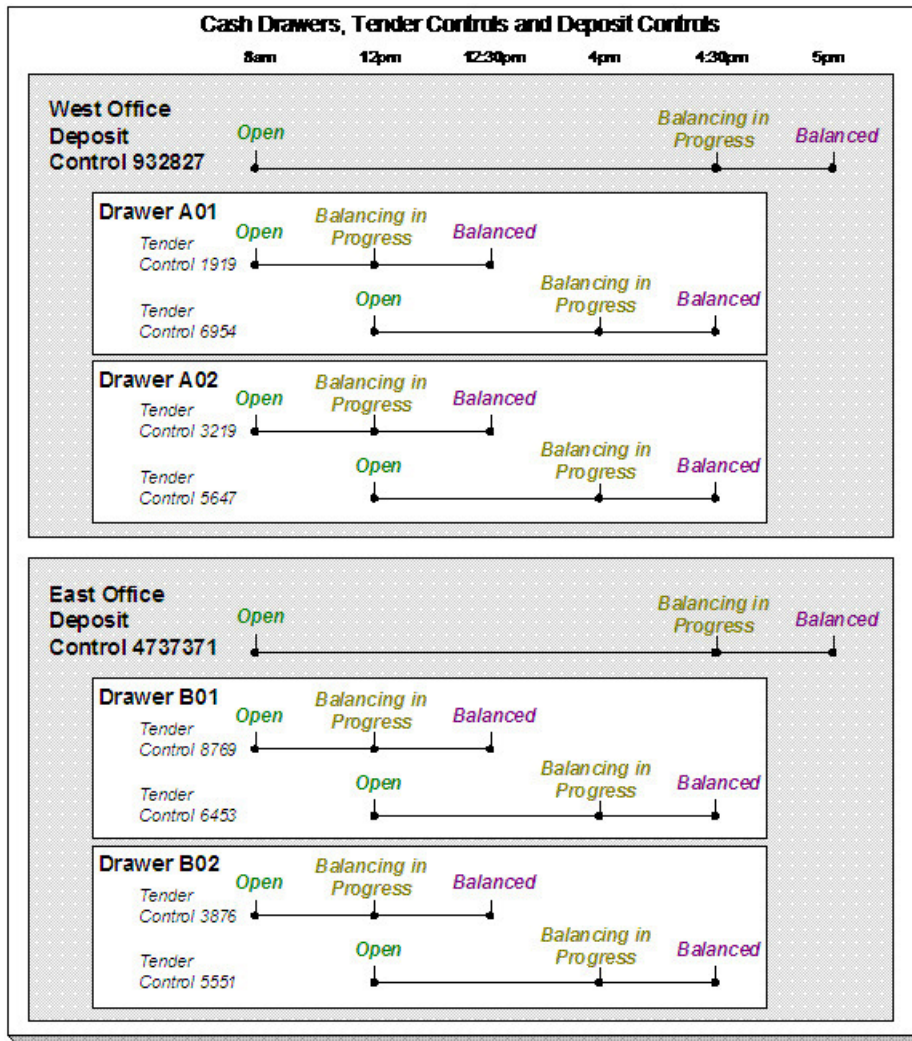 Cash Drawers, Tender Controls and Deposit Controls
8am 12pm 12:30pm 4pm 4:30pm 5pm
West Office
Deposit
Control 932827
Open
Balancing in
Progress
Balanced
Drawer A01
Tender
Control 1919
Open
Balancing in
Progress
Balanced
Tender
Control 6954
Open
Balancing in
Progress
Balanced
Drawer A02
Tender
Control 3219
Open
Balancing in
Progress
Balanced
Tender
Control 5647
Open
Balancing in
Progress
Balanced
East Office
Deposit
Control 4737371
Open
Balancing in
Progress
Balanced
Drawer B01
Tender
Control 8769
Open
Balancing in
Progress
Balanced
Tender
Control 6453
Open
Balancing in
Progress
Balanced
Drawer B02
Tender
Control 3876
Open
Balancing in
Progress
Balanced
Tender
Control 5551
Open
Balancing in
Progress
Balanced